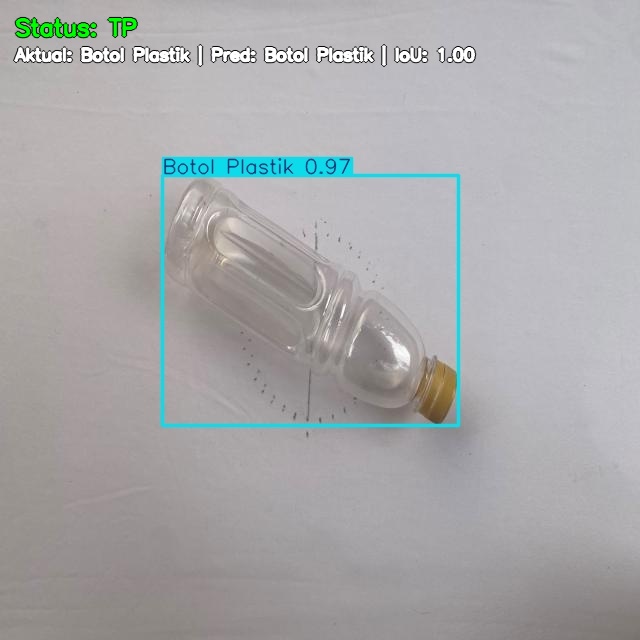 Status: TP
Aktual: Botol Plastik | Pred: Botol Plastik | IoU: 1.00
Botol Plastik 0.97